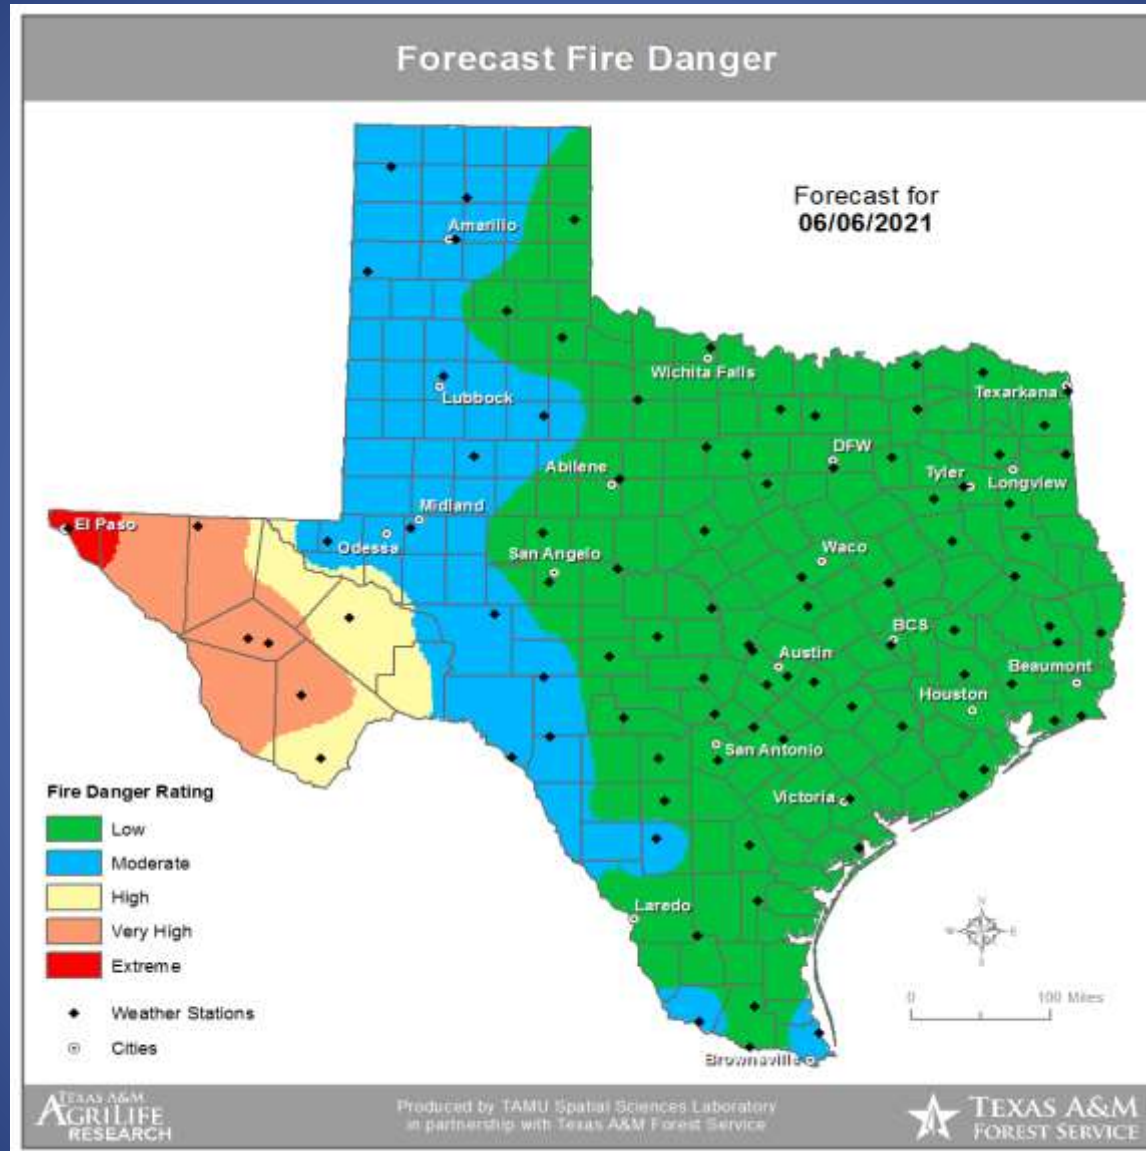 Forecast Fire Danger
Forecast for
06/06/2021
Amarillo
Wichita Falls
Texarkana
Lubbock
DFW
Abilene
Tyler
Longview
Midland
El Paso
Odessa
San Angelo
Waco
BCS
Austin
Beaumont
Houston
San Antonio
Victoria
Fire Danger Rating
Low
Moderate
High
Very High
Extreme
Weather Stations
Cities
Laredo
Brownsville
N
W
E
S
0
100 Miles
TEXAS A&M
AGRILIFE
RESEARCH
Produced by TAMU Spatial Sciences Laboratory
in partnership with Texas A&M Forest Service
TEXAS A&M
FOREST SERVICE